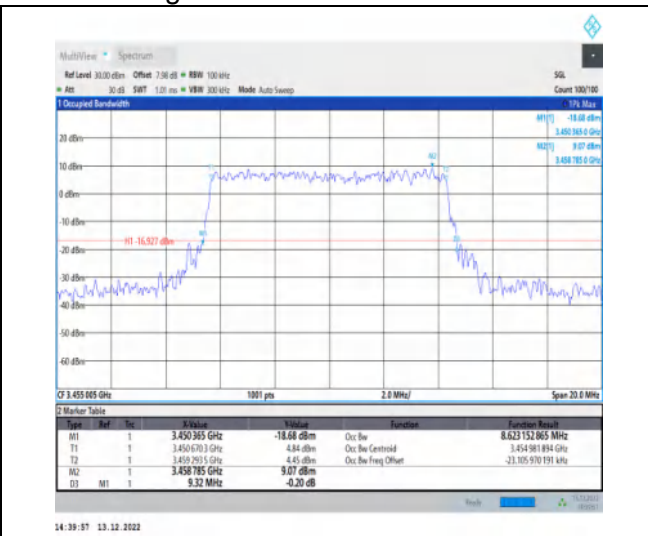 MultiView Spectrum
Ref Level 30.00 dBm Offset 7.98 dB RBW 100 kHz SGL
Att 30 dB SWT 1.01 ms VBW 300 kHz Mode Auto Sweep Count 100/100
1 Occupied Bandwidth 1Pk Max
M1[1] -18.68 dBm
3.450 365 0 GHz
20 dBm M2[1] 9.07 dBm
3.458 785 0 GHz
M2
10 dBm
0 dBm
-10 dBm
H1 -16.927 dBm
-20 dBm
-30 dBm
-40 dBm
-50 dBm
-60 dBm
CF 3.455 005 GHz 1001 pts 2.0 MHz/ Span 20.0 MHz
2 Marker Table
Type Ref Trc X-Value Y-Value Function Function Result
M1 1 3.450 365 GHz -18.68 dBm Occ Bw 8.623 152 865 MHz
T1 1 3.450 670 3 GHz 4.84 dBm Occ Bw Centroid 3.454 981 894 GHz
T2 1 3.459 293 5 GHz 4.45 dBm Occ Bw Freq Offset -23.105 970 191 kHz
M2 1 3.458 785 GHz 9.07 dBm
D3 M1 1 9.32 MHz -0.20 dB
Ready
14:39:57 13.12.2022